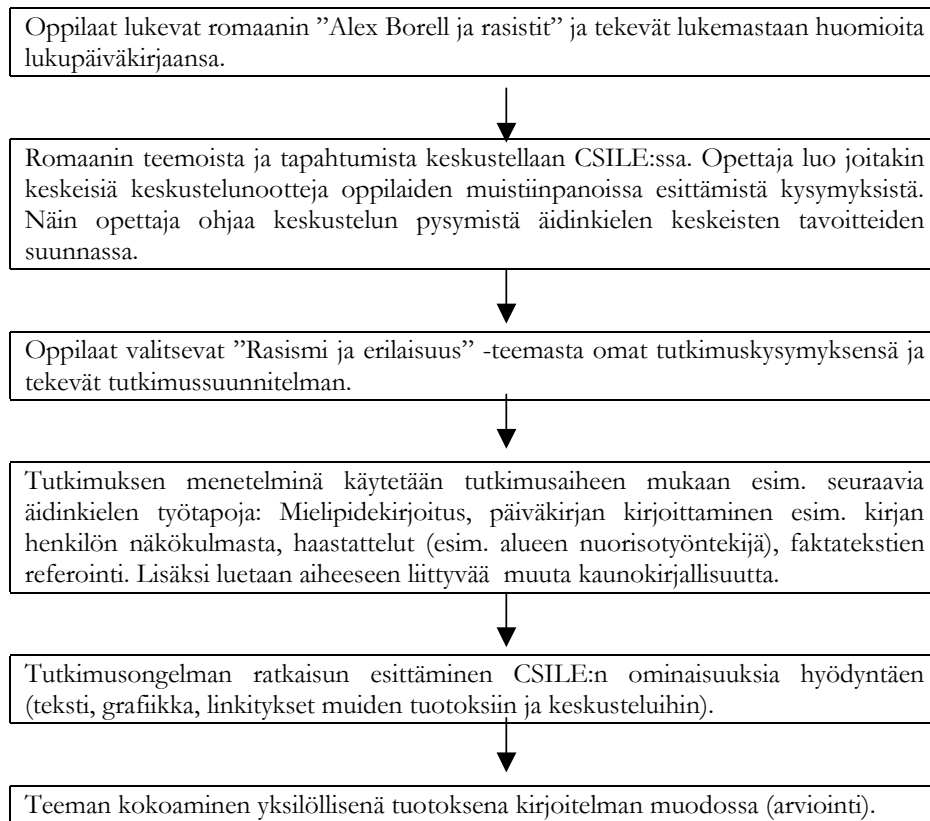 Oppilaat lukevat romaanin ”Alex Borell ja rasistit” ja tekevät lukemastaan huomioita
lukupäiväkirjaansa.
Romaanin teemoista ja tapahtumista keskustellaan CSILE:ssa. Opettaja luo joitakin
keskeisiä keskustelunootteja oppilaiden muistiinpanoissa esittämistä kysymyksistä.
Näin opettaja ohjaa keskustelun pysymistä äidinkielen keskeisten tavoitteiden
suunnassa.
Oppilaat valitsevat ”Rasismi ja erilaisuus” -teemasta omat tutkimuskysymyksensä ja
tekevät tutkimussuunnitelman.
Tutkimuksen menetelminä käytetään tutkimusaiheen mukaan esim. seuraavia
äidinkielen työtapoja: Mielipidekirjoitus, päiväkirjan kirjoittaminen esim. kirjan
henkilön näkökulmasta, haastattelut (esim. alueen nuorisotyöntekijä), faktatekstien
referointi. Lisäksi luetaan aiheeseen liittyvää muuta kaunokirjallisuutta.
Tutkimusongelman ratkaisun esittäminen CSILE:n ominaisuuksia hyödyntäen
(teksti, grafiikka, linkitykset muiden tuotoksiin ja keskusteluihin).
Teeman kokoaminen yksilöllisenä tuotoksena kirjoitelman muodossa (arviointi).